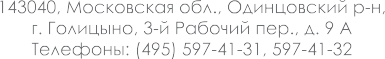 143040, Московская обл., Одинцовский р-н,
г. Голицыно, 3-й Рабочий пер., д. 9 А
Телефоны: (495) 597-41-31, 597-41-32